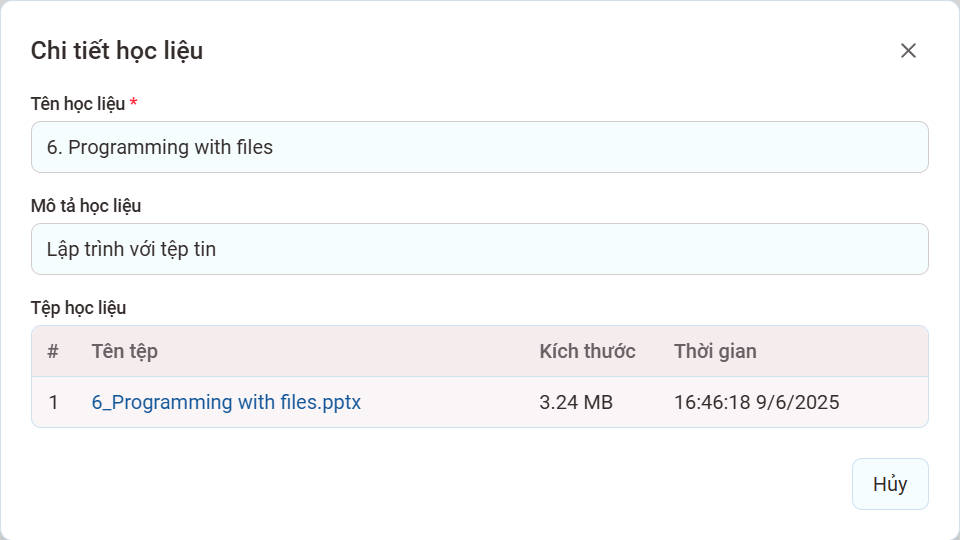 Chi tiết học liệu
Tên học liệu *
6. Programming with files
Mô tả học liệu
Lập trình với tệp tin
Tệp học liệu
# Tên tệp Kích thước Thời gian
1 6_Programming with files.pptx 3.24 MB 16:46:18 9/6/2025
Hủy